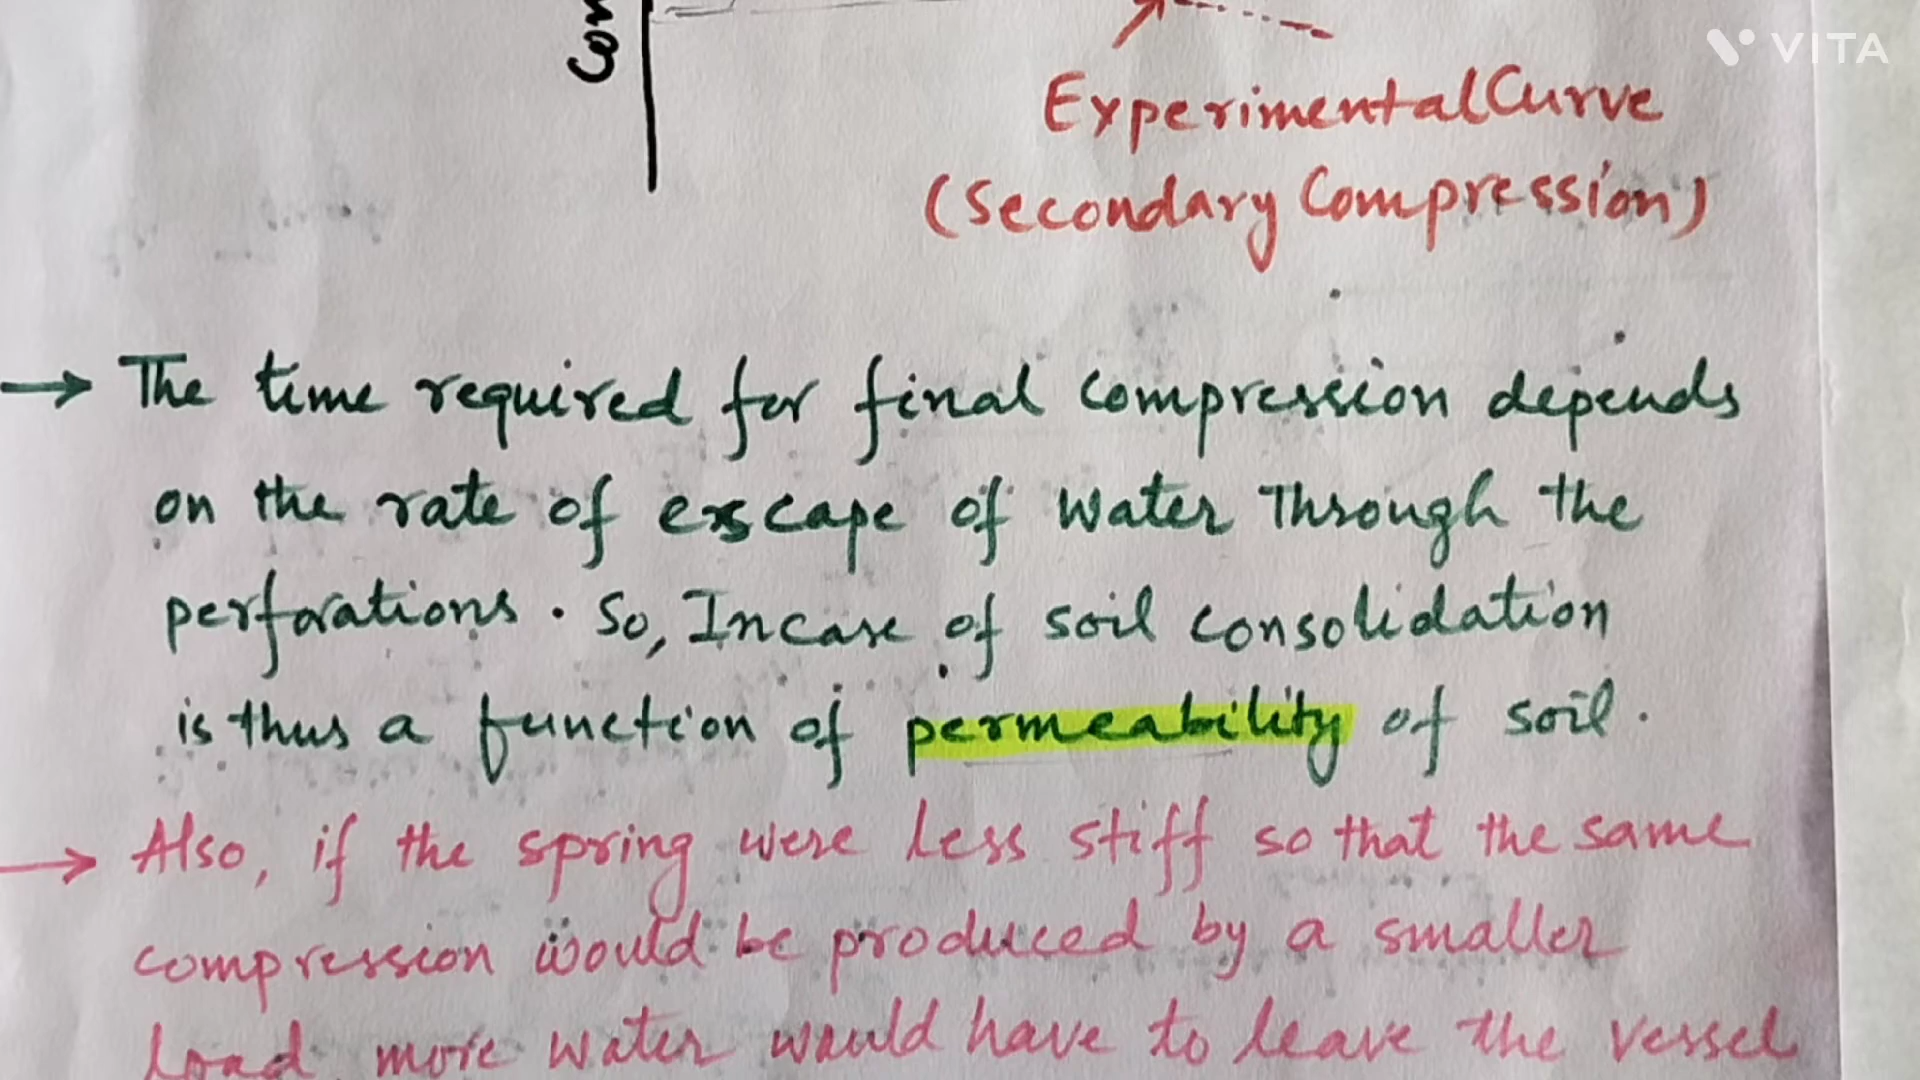 Con
VITA
Experimental Curve
(Secondary Compression)
→ The time required for final compression depends
on the rate of escape of water through the
perforations. So, Incase of soil consolidation
is thus a function of permeability of soil.
→ Also, if the spring were less stiff so that the same
compression would be produced by a smaller
load, more water would have to leave the vessel